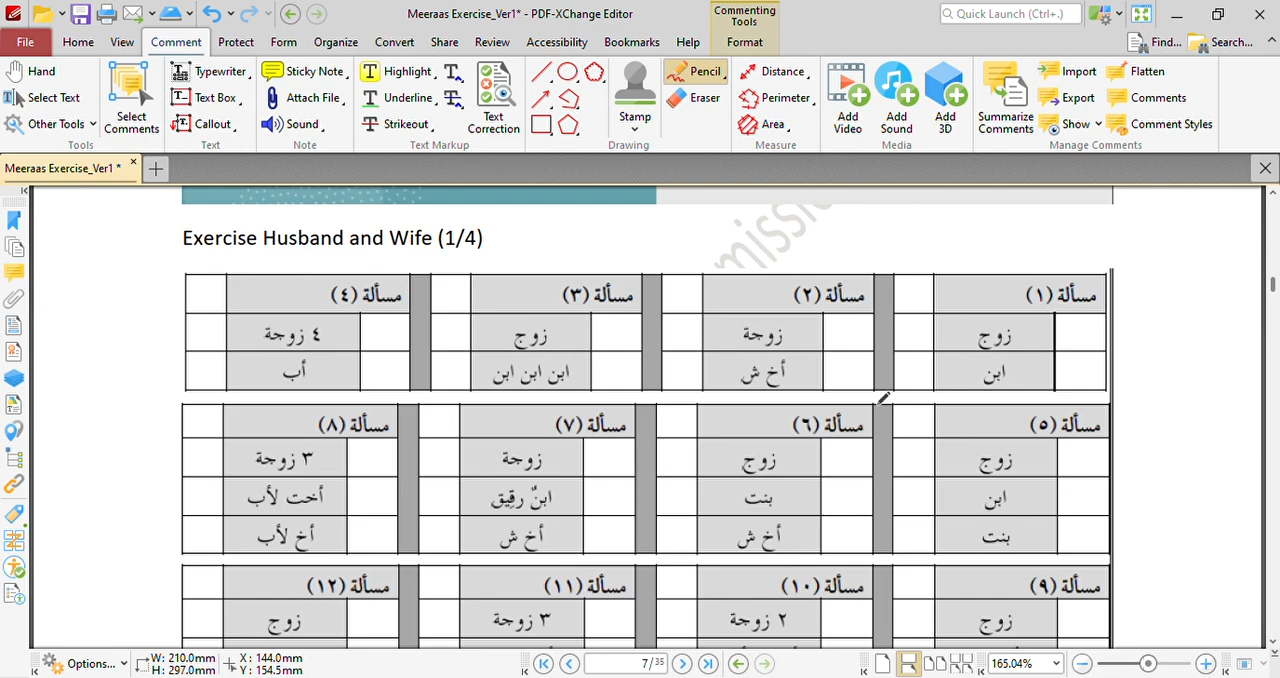 Meeraas Exercise_Ver1* - PDF-XChange Editor
Commenting Tools
Quick Launch (Ctrl+.)
File Home View Comment Protect Form Organize Convert Share Review Accessibility Bookmarks Help Format Find... Search...
Hand
Select Text
Other Tools
Select Comments
Tools
Typewriter
Text Box
Callout
Text
Sticky Note
Attach File
Sound
Note
Highlight
Underline
Strikeout
Text Correction
Text Markup
Drawing
Stamp
Pencil
Eraser
Distance
Perimeter
Area
Measure
Add Video
Add Sound
Add 3D
Media
Summarize Comments
Import
Export
Show
Flatten
Comments
Comment Styles
Manage Comments
Meeraas Exercise_Ver1 *
mission
Exercise Husband and Wife (1/4)
مسألة (١) مسألة (٢) مسألة (٣) مسألة (٤)
زوج زوجة زوج ٤ زوجة
ابن أخ ش ابن ابن ابن أب
مسألة (٥) مسألة (٦) مسألة (٧) مسألة (٨)
زوج زوج زوجة ٣ زوجة
ابن بنت ابنٌ رقِيق أخت لأب
بنت أخ ش أخ ش أخ لأب
مسألة (٩) مسألة (١٠) مسألة (١١) مسألة (١٢)
زوج ٢ زوجة ٣ زوجة زوج
Options...
W: 210.0mm
H: 297.0mm
X: 144.0mm
Y: 154.5mm
7/35
165.04%